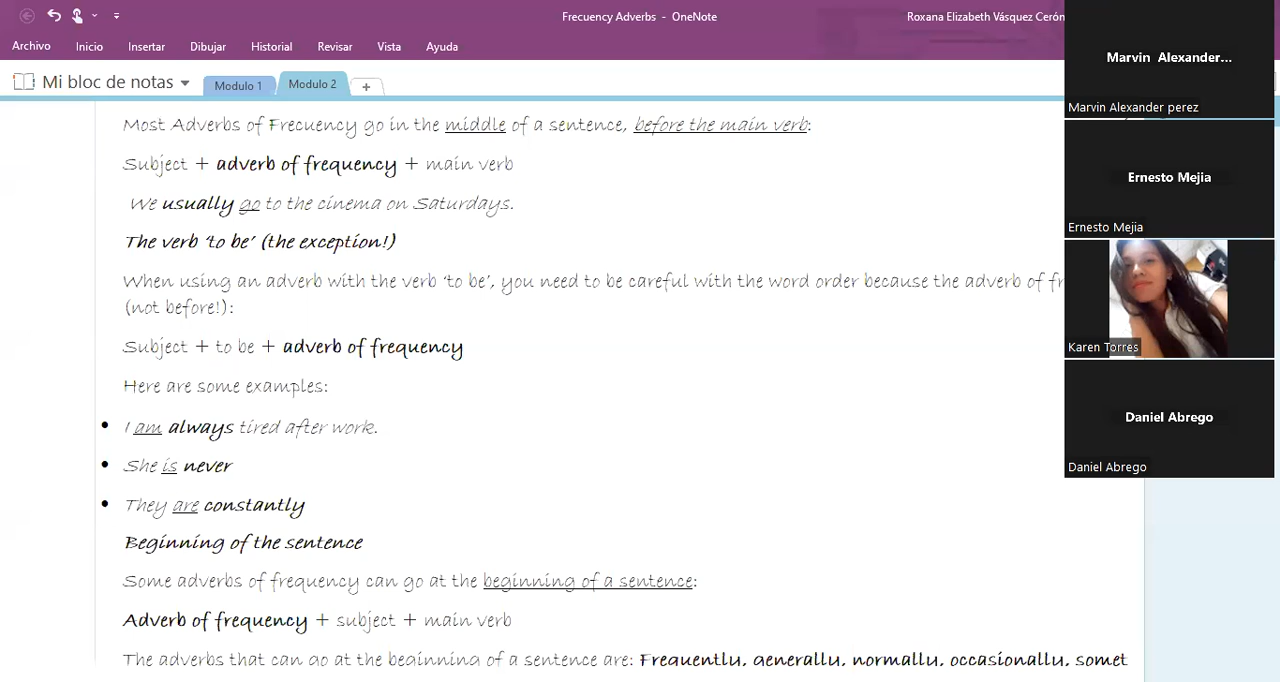 Frecuency Adverbs - OneNote
Roxana Elizabeth Vásquez Cerón
Archivo Inicio Insertar Dibujar Historial Revisar Vista Ayuda
Mi bloc de notas Modulo 1 Modulo 2 +
Most Adverbs of Frecuency go in the middle of a sentence, before the main verb:
Subject + adverb of frequency + main verb
We usually go to the cinema on Saturdays.
The verb ‘to be’ (the exception!)
When using an adverb with the verb ‘to be’, you need to be careful with the word order because the adverb of
(not before!):
Subject + to be + adverb of frequency
Here are some examples:
• I am always tired after work.
• She is never
• They are constantly
Beginning of the sentence
Some adverbs of frequency can go at the beginning of a sentence:
Adverb of frequency + subject + main verb
The adverbs that can go at the beginning of a sentence are: Frequently, generally, normally, occasionally, somet
Marvin Alexander...
Marvin Alexander perez
Ernesto Mejia
Ernesto Mejia
Karen Torres
Daniel Abrego
Daniel Abrego